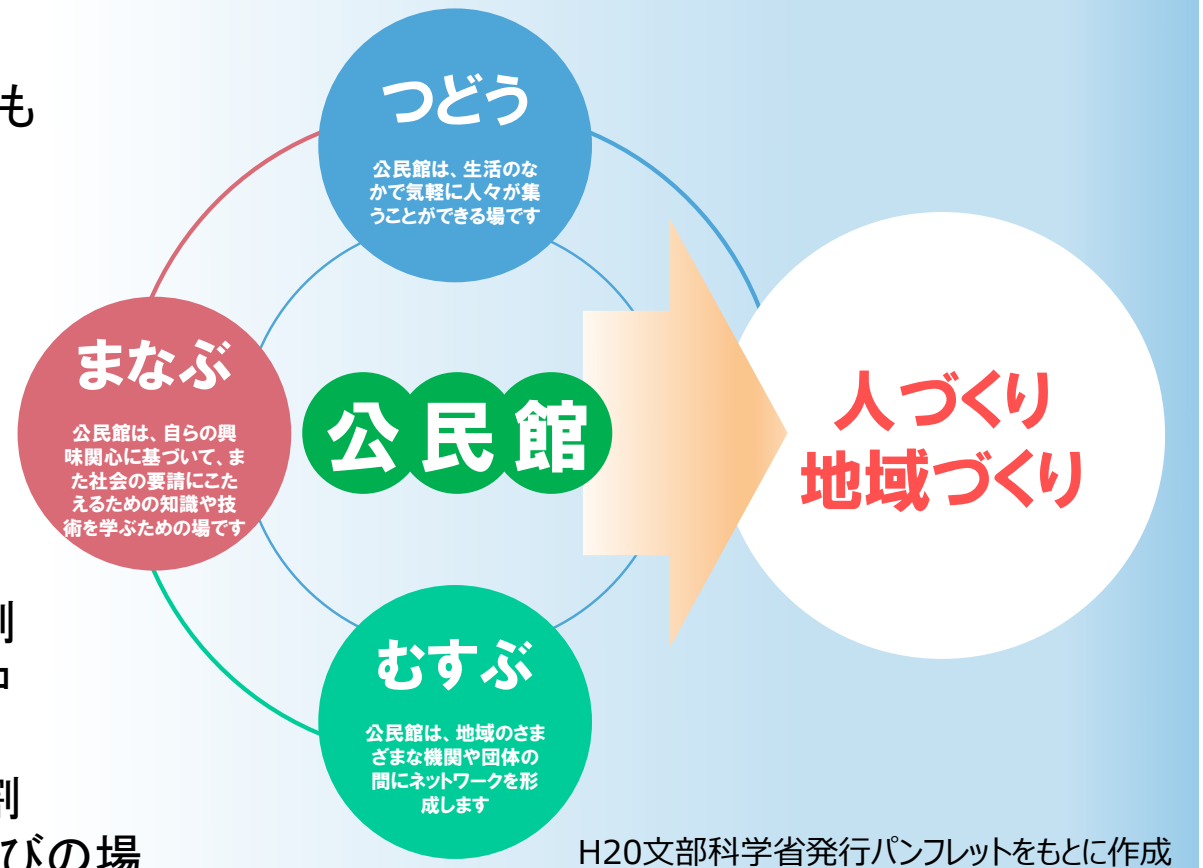 も
つどう
公民館は、生活のな
かで気軽に人々が集
うことができる場です
まなぶ
公民館は、自らの興
味関心に基づいて、ま
た社会の要請にこた
えるための知識や技
術を学ぶための場です
公民館
人づくり
地域づくり
むすぶ
公民館は、地域のさま
ざまな機関や団体の
間にネットワークを形
成します
割
びの場
H20文部科学省発行パンフレットをもとに作成